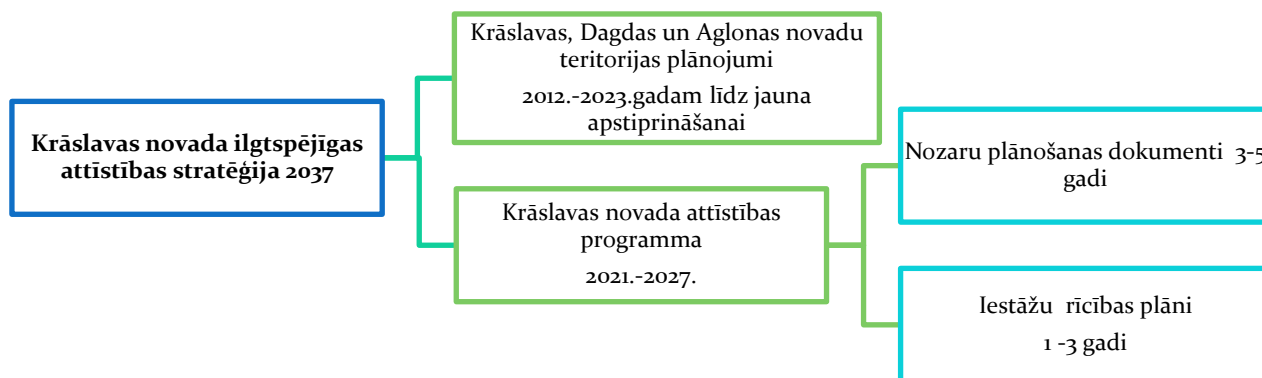 Krāslavas novada ilgtspējīgas
attīstības stratēģija 2037
Krāslavas, Dagdas un Aglonas novadu
teritorijas plānojumi
2012.-2023.gadam līdz jauna
apstiprināšanai
Krāslavas novada attīstības
programma
2021.-2027.
Nozaru plānošanas dokumenti 3-5
gadi
Iestāžu rīcības plāni
1 -3 gadi